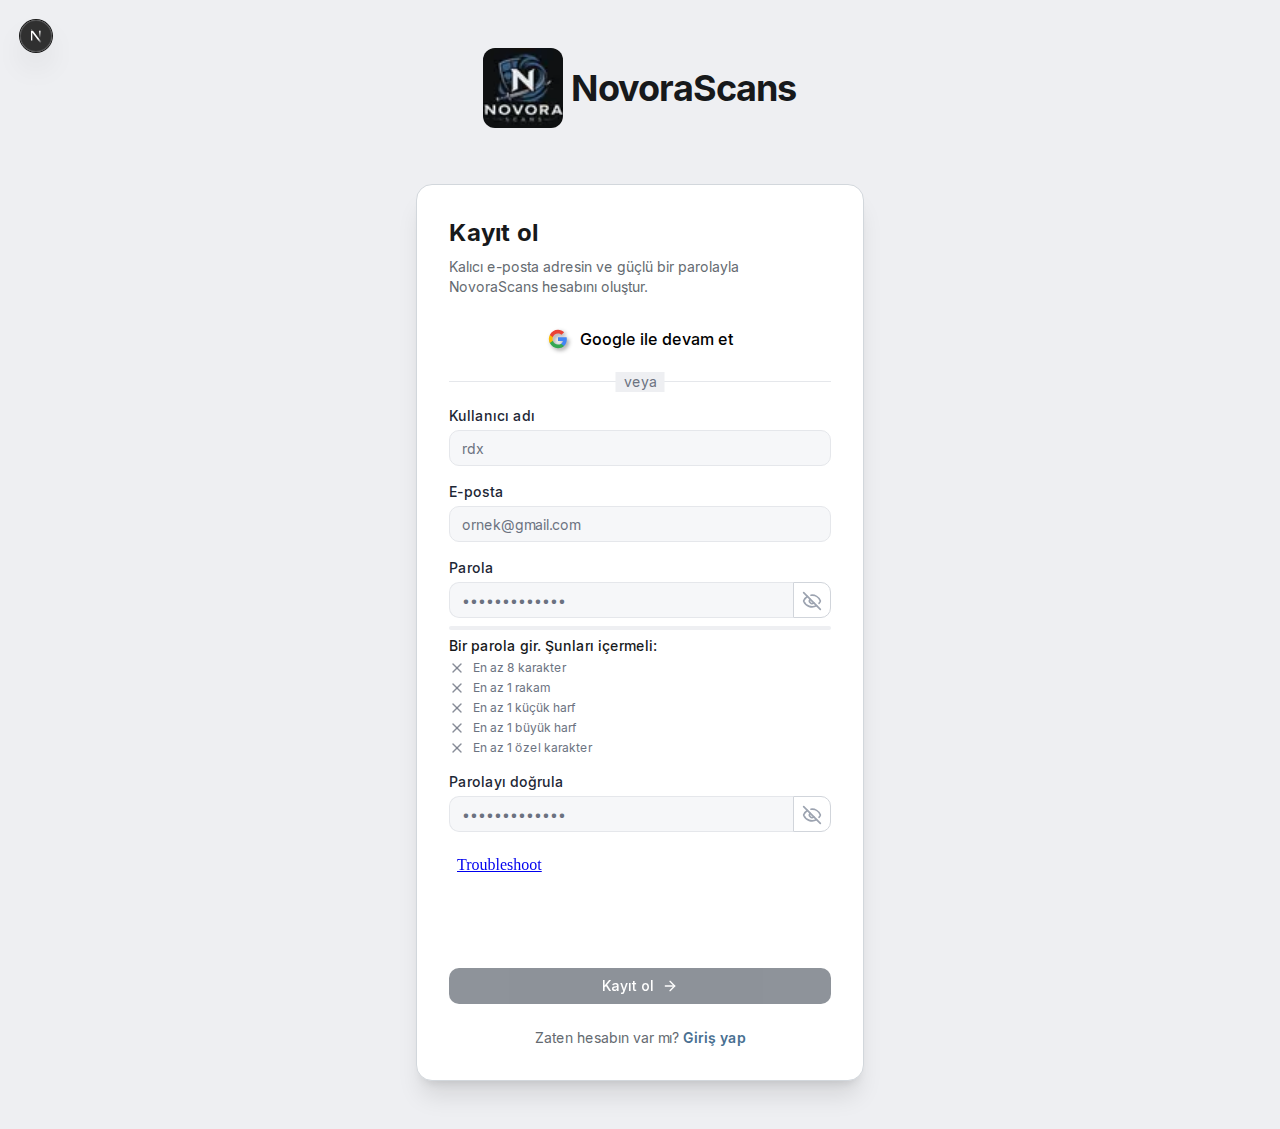 N
N
NOVORA
SCANS
NovoraScans
Kayıt ol
Kalıcı e-posta adresin ve güçlü bir parolayla
NovoraScans hesabını oluştur.
Google ile devam et
veya
Kullanıcı adı
rdx
E-posta
ornek@gmail.com
Parola
•••••••••••••
Bir parola gir. Şunları içermeli:
En az 8 karakter
En az 1 rakam
En az 1 küçük harf
En az 1 büyük harf
En az 1 özel karakter
Parolayı doğrula
•••••••••••••
Troubleshoot
Kayıt ol →
Zaten hesabın var mı? Giriş yap